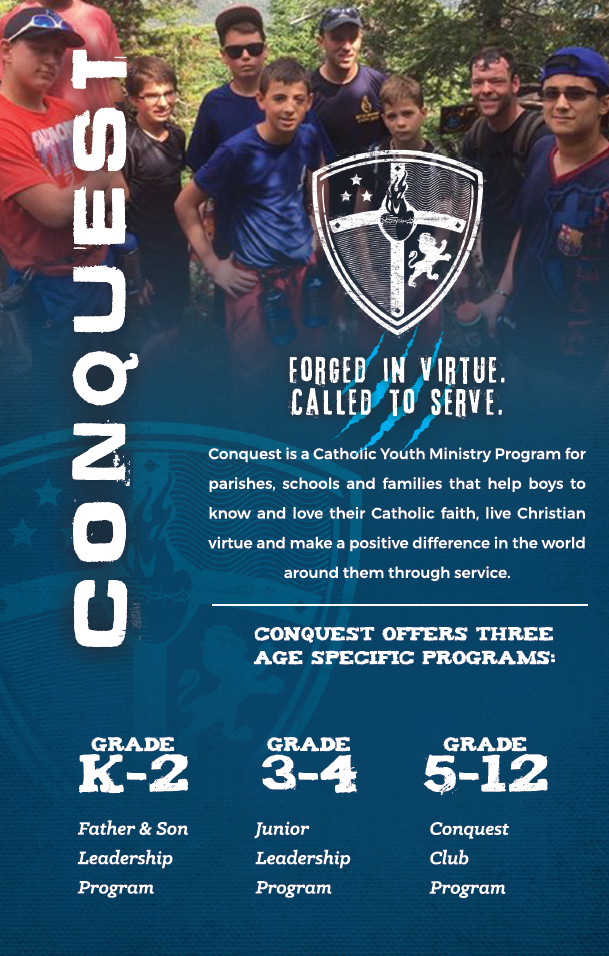 CONQUEST
FORGED IN VIRTUE.
CALLED TO SERVE.
Conquest is a Catholic Youth Ministry Program for
parishes, schools and families that help boys to
know and love their Catholic faith, live Christian
virtue and make a positive difference in the world
around them through service.
CONQUEST OFFERS THREE
AGE SPECIFIC PROGRAMS:
GRADE
K-2
Father & Son
Leadership
Program
GRADE
3-4
Junior
Leadership
Program
GRADE
5-12
Conquest
Club
Program